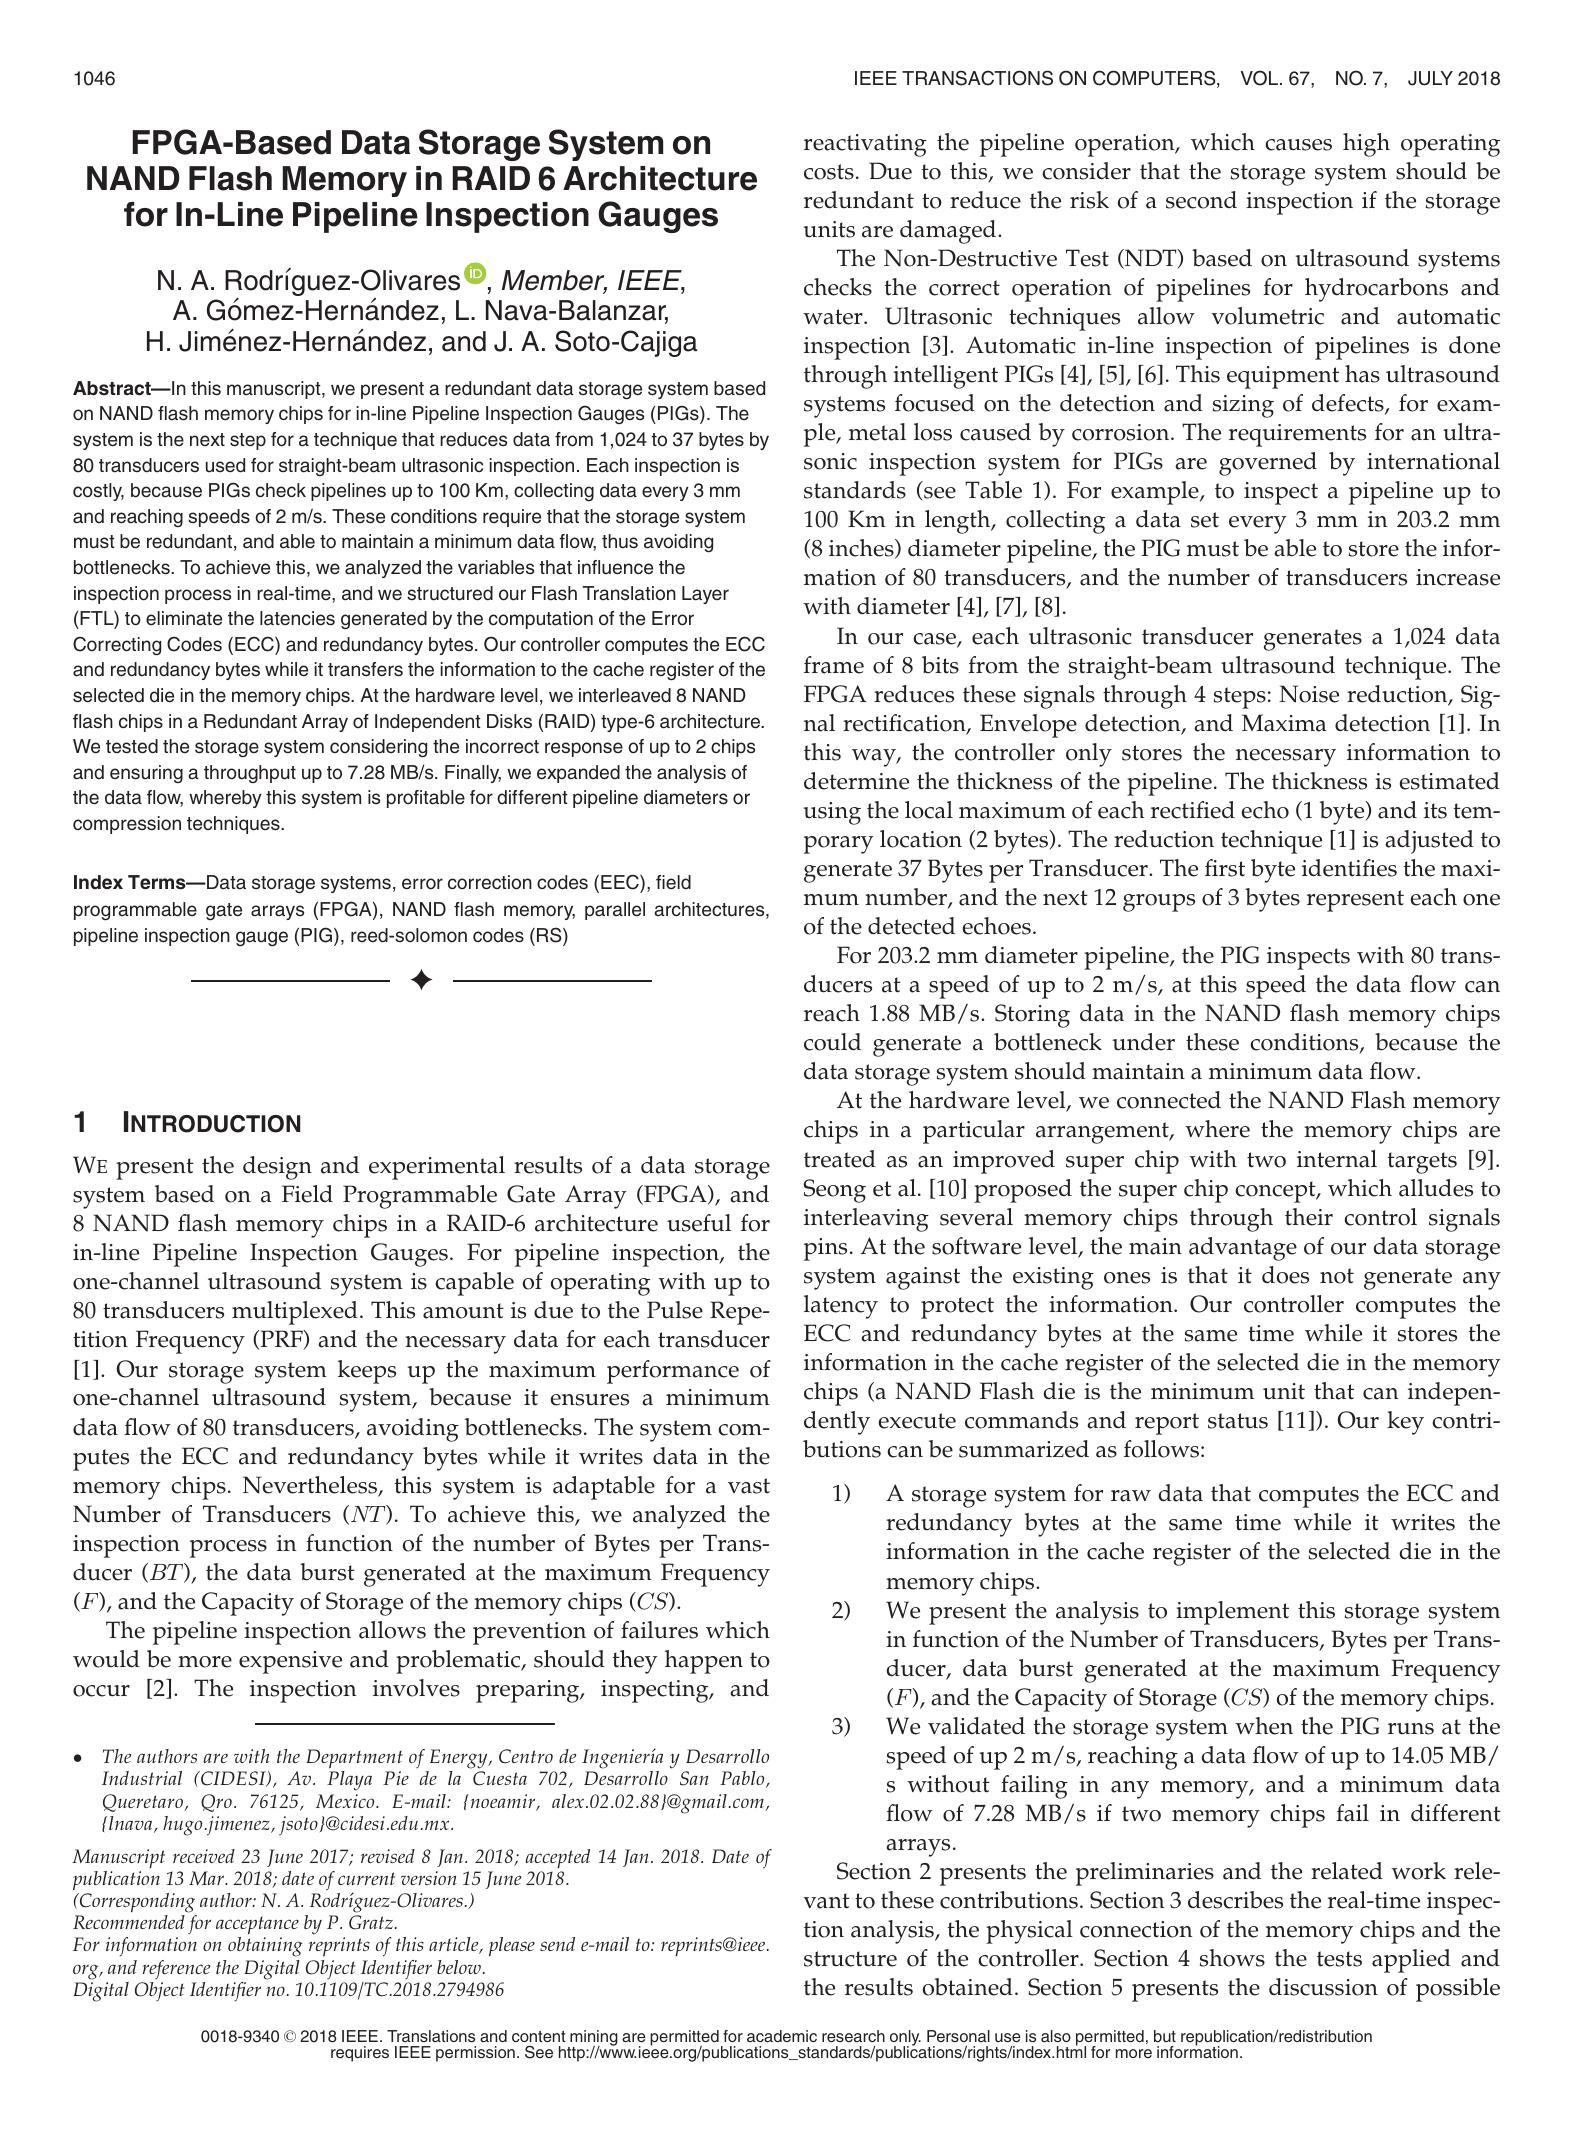 1046
IEEE TRANSACTIONS ON COMPUTERS, VOL. 67, NO. 7, JULY 2018
FPGA-Based Data Storage System on
NAND Flash Memory in RAID 6 Architecture
for In-Line Pipeline Inspection Gauges
N. A. Rodríguez-Olivares iD, Member, IEEE,
A. Gómez-Hernández, L. Nava-Balanzar,
H. Jiménez-Hernández, and J. A. Soto-Cajiga
Abstract—In this manuscript, we present a redundant data storage system based
on NAND flash memory chips for in-line Pipeline Inspection Gauges (PIGs). The
system is the next step for a technique that reduces data from 1,024 to 37 bytes by
80 transducers used for straight-beam ultrasonic inspection. Each inspection is
costly, because PIGs check pipelines up to 100 Km, collecting data every 3 mm
and reaching speeds of 2 m/s. These conditions require that the storage system
must be redundant, and able to maintain a minimum data flow, thus avoiding
bottlenecks. To achieve this, we analyzed the variables that influence the
inspection process in real-time, and we structured our Flash Translation Layer
(FTL) to eliminate the latencies generated by the computation of the Error
Correcting Codes (ECC) and redundancy bytes. Our controller computes the ECC
and redundancy bytes while it transfers the information to the cache register of the
selected die in the memory chips. At the hardware level, we interleaved 8 NAND
flash chips in a Redundant Array of Independent Disks (RAID) type-6 architecture.
We tested the storage system considering the incorrect response of up to 2 chips
and ensuring a throughput up to 7.28 MB/s. Finally, we expanded the analysis of
the data flow, whereby this system is profitable for different pipeline diameters or
compression techniques.
Index Terms—Data storage systems, error correction codes (EEC), field
programmable gate arrays (FPGA), NAND flash memory, parallel architectures,
pipeline inspection gauge (PIG), reed-solomon codes (RS)
1 INTRODUCTION
WE present the design and experimental results of a data storage
system based on a Field Programmable Gate Array (FPGA), and
8 NAND flash memory chips in a RAID-6 architecture useful for
in-line Pipeline Inspection Gauges. For pipeline inspection, the
one-channel ultrasound system is capable of operating with up to
80 transducers multiplexed. This amount is due to the Pulse Repe-
tition Frequency (PRF) and the necessary data for each transducer
[1]. Our storage system keeps up the maximum performance of
one-channel ultrasound system, because it ensures a minimum
data flow of 80 transducers, avoiding bottlenecks. The system com-
putes the ECC and redundancy bytes while it writes data in the
memory chips. Nevertheless, this system is adaptable for a vast
Number of Transducers (NT). To achieve this, we analyzed the
inspection process in function of the number of Bytes per Trans-
ducer (BT), the data burst generated at the maximum Frequency
(F), and the Capacity of Storage of the memory chips (CS).
The pipeline inspection allows the prevention of failures which
would be more expensive and problematic, should they happen to
occur [2]. The inspection involves preparing, inspecting, and
• The authors are with the Department of Energy, Centro de Ingeniería y Desarrollo
Industrial (CIDESI), Av. Playa Pie de la Cuesta 702, Desarrollo San Pablo,
Queretaro, Qro. 76125, Mexico. E-mail: {noeamir, alex.02.02.88}@gmail.com,
{lnava, hugo.jimenez, jsoto}@cidesi.edu.mx.
Manuscript received 23 June 2017; revised 8 Jan. 2018; accepted 14 Jan. 2018. Date of
publication 13 Mar. 2018; date of current version 15 June 2018.
(Corresponding author: N. A. Rodríguez-Olivares.)
Recommended for acceptance by P. Gratz.
For information on obtaining reprints of this article, please send e-mail to: reprints@ieee.
org, and reference the Digital Object Identifier below.
Digital Object Identifier no. 10.1109/TC.2018.2794986
reactivating the pipeline operation, which causes high operating
costs. Due to this, we consider that the storage system should be
redundant to reduce the risk of a second inspection if the storage
units are damaged.
The Non-Destructive Test (NDT) based on ultrasound systems
checks the correct operation of pipelines for hydrocarbons and
water. Ultrasonic techniques allow volumetric and automatic
inspection [3]. Automatic in-line inspection of pipelines is done
through intelligent PIGs [4], [5], [6]. This equipment has ultrasound
systems focused on the detection and sizing of defects, for exam-
ple, metal loss caused by corrosion. The requirements for an ultra-
sonic inspection system for PIGs are governed by international
standards (see Table 1). For example, to inspect a pipeline up to
100 Km in length, collecting a data set every 3 mm in 203.2 mm
(8 inches) diameter pipeline, the PIG must be able to store the infor-
mation of 80 transducers, and the number of transducers increase
with diameter [4], [7], [8].
In our case, each ultrasonic transducer generates a 1,024 data
frame of 8 bits from the straight-beam ultrasound technique. The
FPGA reduces these signals through 4 steps: Noise reduction, Sig-
nal rectification, Envelope detection, and Maxima detection [1]. In
this way, the controller only stores the necessary information to
determine the thickness of the pipeline. The thickness is estimated
using the local maximum of each rectified echo (1 byte) and its tem-
porary location (2 bytes). The reduction technique [1] is adjusted to
generate 37 Bytes per Transducer. The first byte identifies the maxi-
mum number, and the next 12 groups of 3 bytes represent each one
of the detected echoes.
For 203.2 mm diameter pipeline, the PIG inspects with 80 trans-
ducers at a speed of up to 2 m/s, at this speed the data flow can
reach 1.88 MB/s. Storing data in the NAND flash memory chips
could generate a bottleneck under these conditions, because the
data storage system should maintain a minimum data flow.
At the hardware level, we connected the NAND Flash memory
chips in a particular arrangement, where the memory chips are
treated as an improved super chip with two internal targets [9].
Seong et al. [10] proposed the super chip concept, which alludes to
interleaving several memory chips through their control signals
pins. At the software level, the main advantage of our data storage
system against the existing ones is that it does not generate any
latency to protect the information. Our controller computes the
ECC and redundancy bytes at the same time while it stores the
information in the cache register of the selected die in the memory
chips (a NAND Flash die is the minimum unit that can indepen-
dently execute commands and report status [11]). Our key contri-
butions can be summarized as follows:
1) A storage system for raw data that computes the ECC and
redundancy bytes at the same time while it writes the
information in the cache register of the selected die in the
memory chips.
2) We present the analysis to implement this storage system
in function of the Number of Transducers, Bytes per Trans-
ducer, data burst generated at the maximum Frequency
(F), and the Capacity of Storage (CS) of the memory chips.
3) We validated the storage system when the PIG runs at the
speed of up 2 m/s, reaching a data flow of up to 14.05 MB/
s without failing in any memory, and a minimum data
flow of 7.28 MB/s if two memory chips fail in different
arrays.
Section 2 presents the preliminaries and the related work rele-
vant to these contributions. Section 3 describes the real-time inspec-
tion analysis, the physical connection of the memory chips and the
structure of the controller. Section 4 shows the tests applied and
the results obtained. Section 5 presents the discussion of possible
0018-9340 © 2018 IEEE. Translations and content mining are permitted for academic research only. Personal use is also permitted, but republication/redistribution
requires IEEE permission. See http://www.ieee.org/publications_standards/publications/rights/index.html for more information.